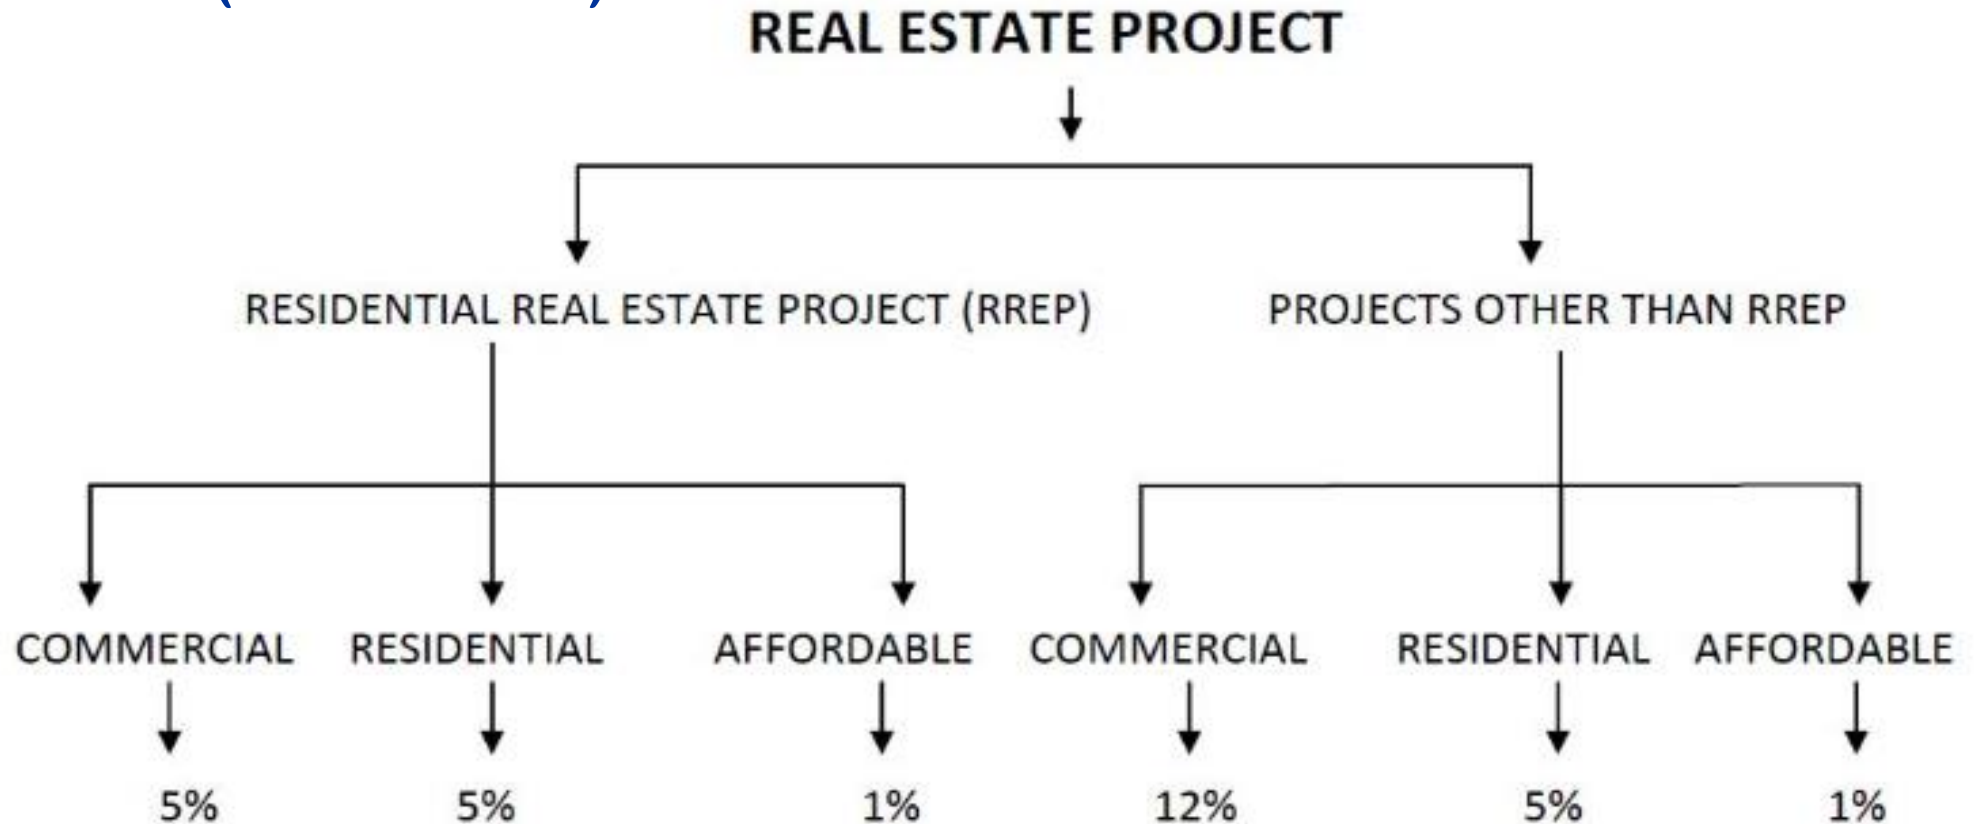 REAL ESTATE PROJECT
RESIDENTIAL REAL ESTATE PROJECT (RREP) PROJECTS OTHER THAN RREP
COMMERCIAL RESIDENTIAL AFFORDABLE COMMERCIAL RESIDENTIAL AFFORDABLE
5% 5% 1% 12% 5% 1%